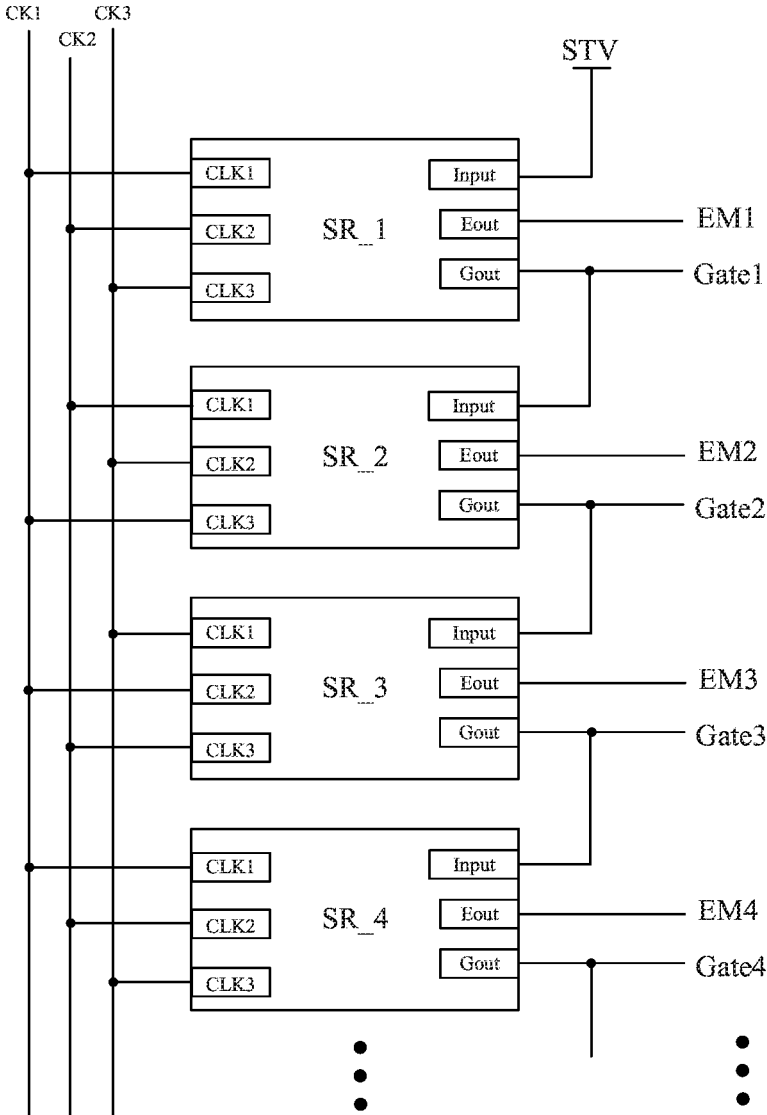 CK1
CK2
CK3
STV
CLK1
Input
CLK2
SR_1
Eout
EM1
CLK3
Gout
Gate1
CLK1
Input
CLK2
SR_2
Eout
EM2
CLK3
Gout
Gate2
CLK1
Input
CLK2
SR_3
Eout
EM3
CLK3
Gout
Gate3
CLK1
Input
CLK2
SR_4
Eout
EM4
CLK3
Gout
Gate4